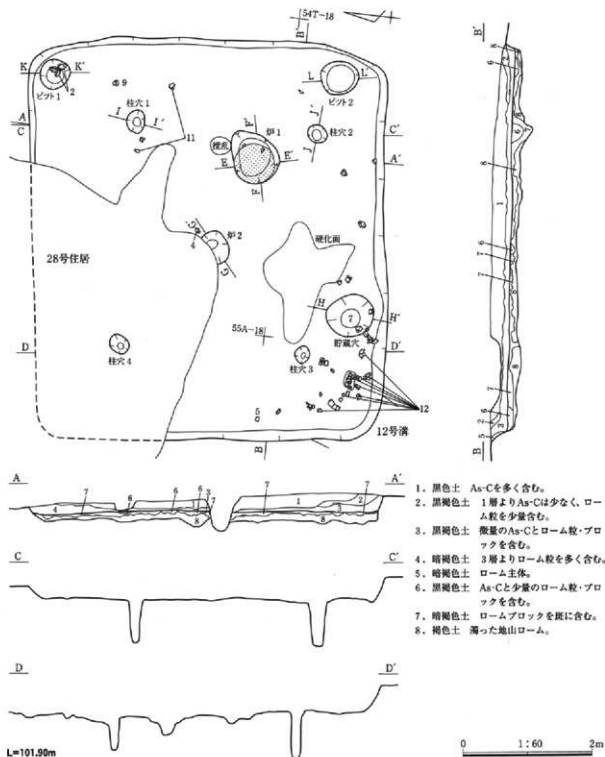 54T-18
B'
B'
K
K'
2
9
ピット1
柱穴1
I
I'
11
A
C
L
L'
ピット2
J'
柱穴2
J
C'
A'
攪乱
F'
炉1
E
E'
F
28号住居
G'
4
炉2
G
硬化面
H
7
H'
貯蔵穴
D'
55A-18
D
柱穴4
柱穴3
5
12
12号溝
B
B
1
A
A'
C
C'
D
D'
L=101.90m
1. 黒色土 As-Cを多く含む。
2. 黒褐色土 1層よりAs-Cは少なく、ロー
ム粒を少量含む。
3. 黒褐色土 微量のAs-Cとローム粒・ブロ
ックを含む。
4. 暗褐色土 3層よりローム粒を多く含む。
5. 暗褐色土 ローム主体。
6. 黒褐色土 As-Cと少量のローム粒・ブロ
ックを含む。
7. 暗褐色土 ロームブロックを斑に含む。
8. 褐色土 濁った地山ローム。
0 1:60 2m